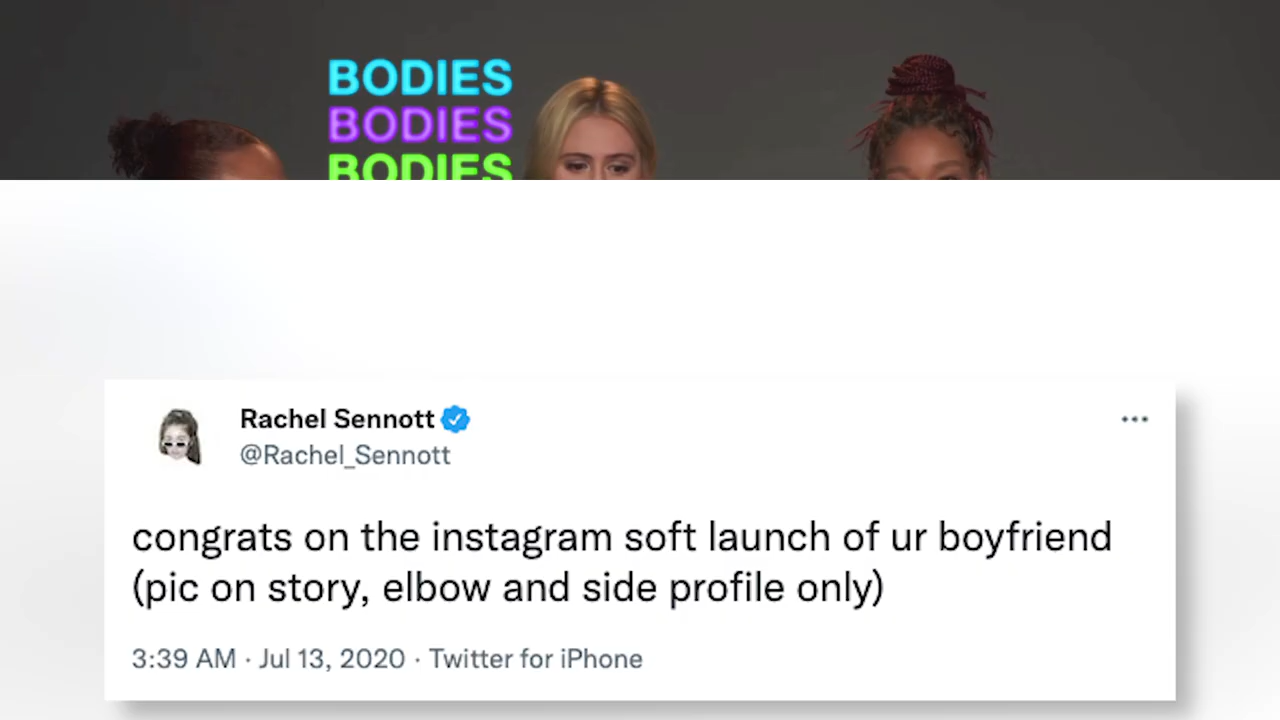 BODIES
BODIES
BODIES
Rachel Sennott
@Rachel_Sennott
congrats on the instagram soft launch of ur boyfriend
(pic on story, elbow and side profile only)
3:39 AM · Jul 13, 2020 · Twitter for iPhone